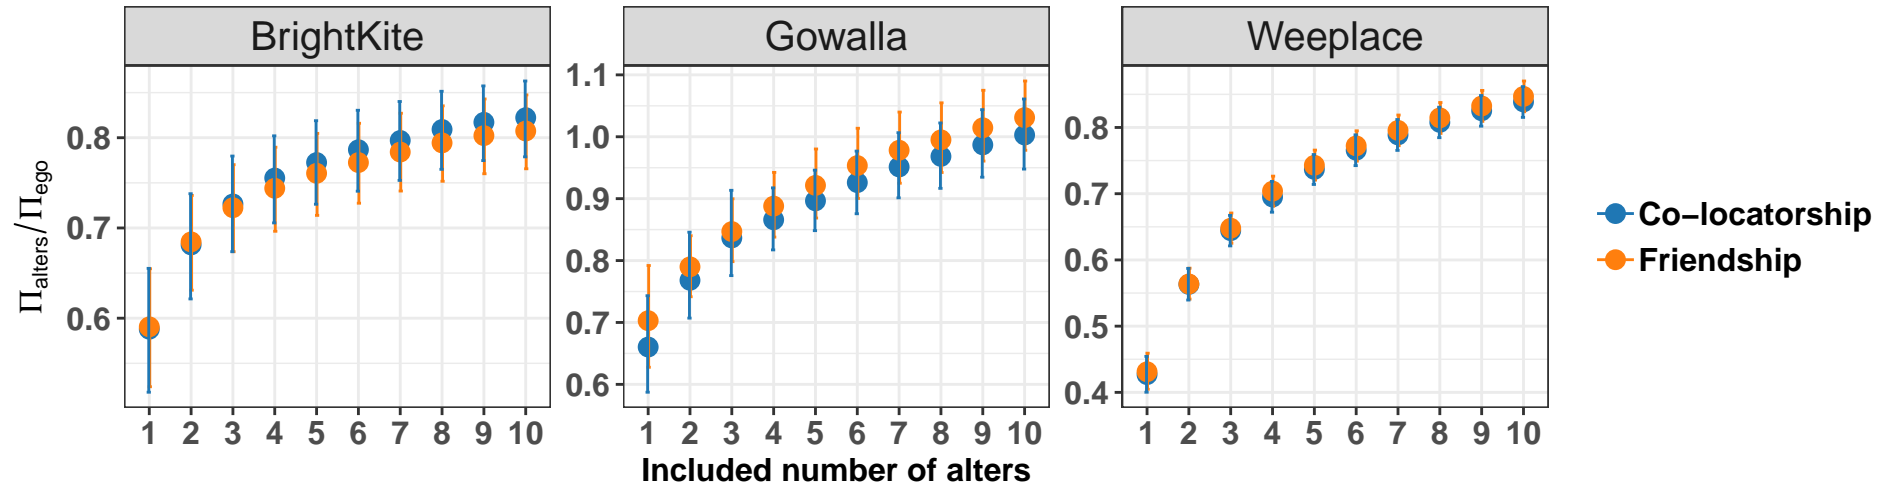 BrightKite Gowalla Weeplace
Πalters/Πego
0.8
0.7
0.6
1.1
1.0
0.9
0.8
0.7
0.6
0.8
0.7
0.6
0.5
0.4
1 2 3 4 5 6 7 8 9 10
1 2 3 4 5 6 7 8 9 10
1 2 3 4 5 6 7 8 9 10
Included number of alters
Co−locatorship
Friendship